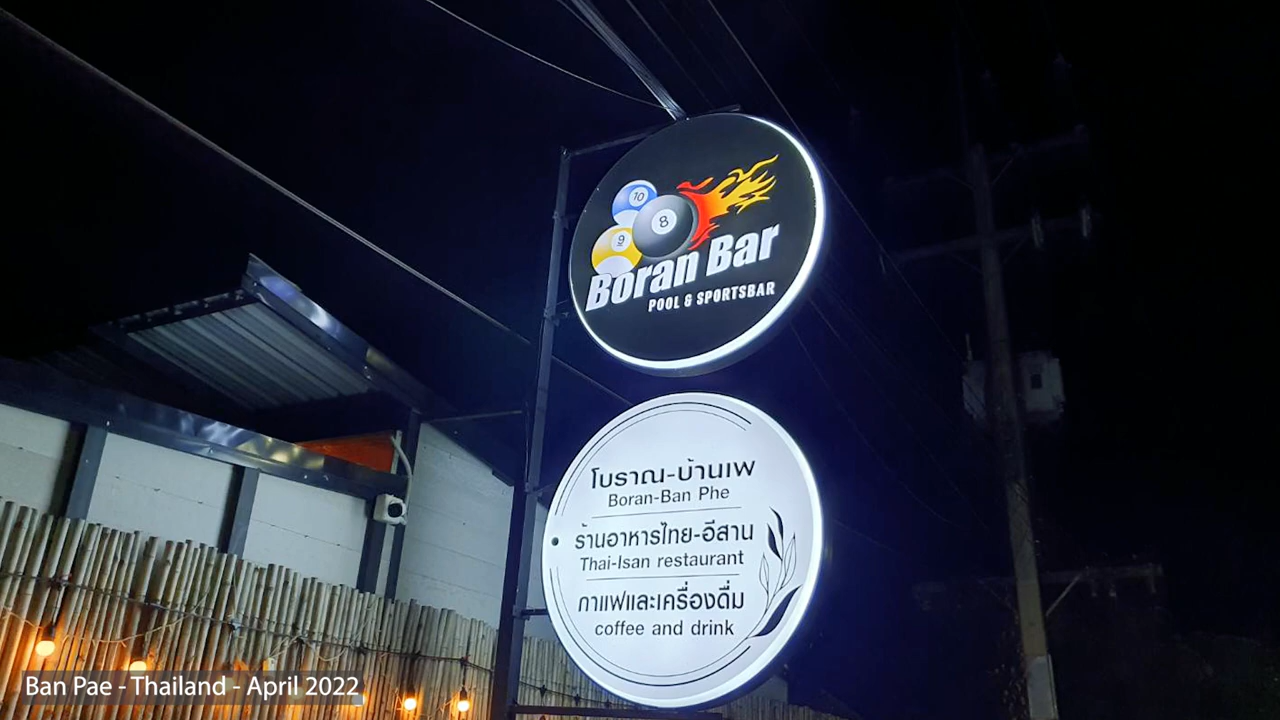 10
8
9
Boran Bar
POOL & SPORTSBAR
โบราณ-บ้านเพ
Boran-Ban Phe
ร้านอาหารไทย-อีสาน
Thai-Isan restaurant
กาแฟและเครื่องดื่ม
coffee and drink
Ban Pae - Thailand - April 2022